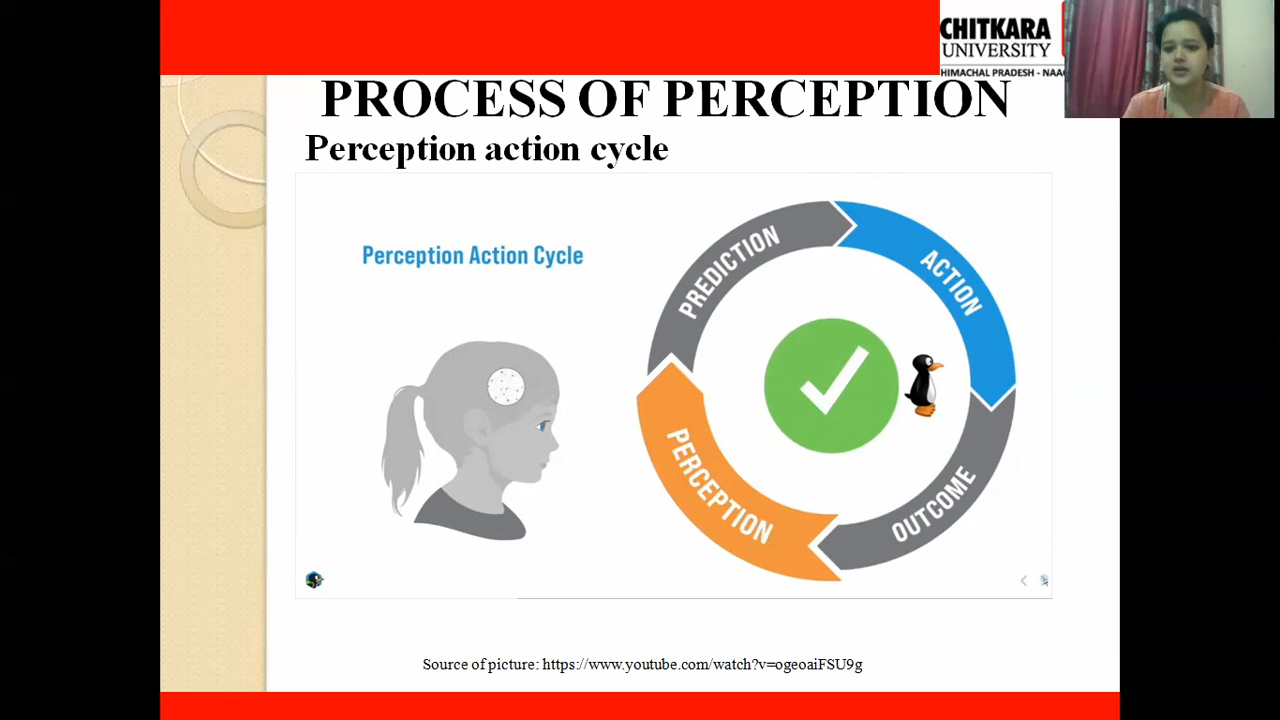 CHITKARA
UNIVERSITY
HIMACHAL PRADESH - NAAC
PROCESS OF PERCEPTION
Perception action cycle
Perception Action Cycle
PREDICTION
ACTION
PERCEPTION
OUTCOME
Source of picture: https://www.youtube.com/watch?v=ogeoaiFSU9g